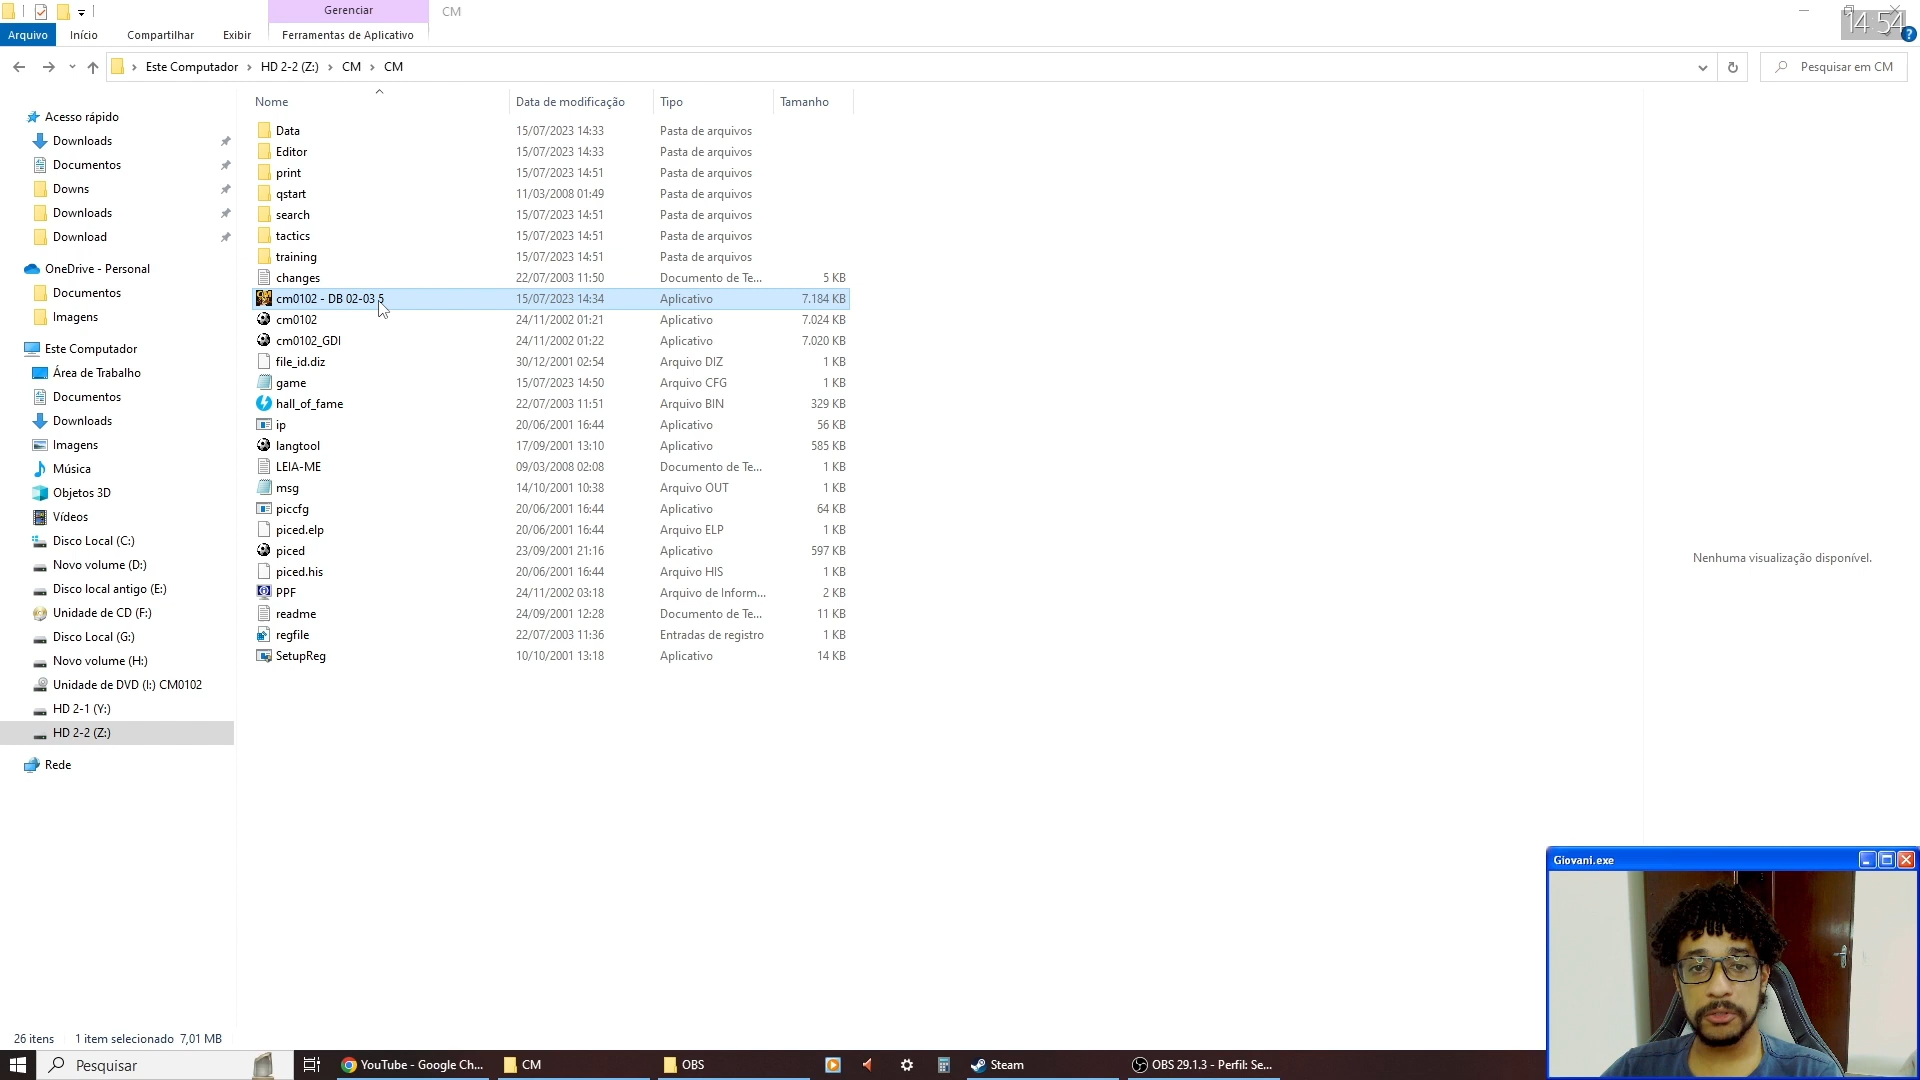 Gerenciar
CM
14:54
Arquivo
Início
Compartilhar
Exibir
Ferramentas de Aplicativo
Este Computador
HD 2-2 (Z:)
CM
CM
Pesquisar em CM
Nome
Data de modificação
Tipo
Tamanho
Acesso rápido
Downloads
Documentos
Downs
Downloads
Download
OneDrive - Personal
Documentos
Imagens
Este Computador
Área de Trabalho
Documentos
Downloads
Imagens
Música
Objetos 3D
Vídeos
Disco Local (C:)
Novo volume (D:)
Disco local antigo (E:)
Unidade de CD (F:)
Disco Local (G:)
Novo volume (H:)
Unidade de DVD (I:) CM0102
HD 2-1 (Y:)
HD 2-2 (Z:)
Rede
Data 15/07/2023 14:33 Pasta de arquivos
Editor 15/07/2023 14:33 Pasta de arquivos
print 15/07/2023 14:51 Pasta de arquivos
qstart 11/03/2008 01:49 Pasta de arquivos
search 15/07/2023 14:51 Pasta de arquivos
tactics 15/07/2023 14:51 Pasta de arquivos
training 15/07/2023 14:51 Pasta de arquivos
changes 22/07/2003 11:50 Documento de Te... 5 KB
cm0102 - DB 02-03 5 15/07/2023 14:34 Aplicativo 7.184 KB
cm0102 24/11/2002 01:21 Aplicativo 7.024 KB
cm0102_GDI 24/11/2002 01:22 Aplicativo 7.020 KB
file_id.diz 30/12/2001 02:54 Arquivo DIZ 1 KB
game 15/07/2023 14:50 Arquivo CFG 1 KB
hall_of_fame 22/07/2003 11:51 Arquivo BIN 329 KB
ip 20/06/2001 16:44 Aplicativo 56 KB
langtool 17/09/2001 13:10 Aplicativo 585 KB
LEIA-ME 09/03/2008 02:08 Documento de Te... 1 KB
msg 14/10/2001 10:38 Arquivo OUT 1 KB
piccfg 20/06/2001 16:44 Aplicativo 64 KB
piced.elp 20/06/2001 16:44 Arquivo ELP 1 KB
piced 23/09/2001 21:16 Aplicativo 597 KB
piced.his 20/06/2001 16:44 Arquivo HIS 1 KB
PPF 24/11/2002 03:18 Arquivo de Inform... 2 KB
readme 24/09/2001 12:28 Documento de Te... 11 KB
regfile 22/07/2003 11:36 Entradas de registro 1 KB
SetupReg 10/10/2001 13:18 Aplicativo 14 KB
Nenhuma visualização disponível.
Giovani.exe
26 itens
1 item selecionado 7,01 MB
Pesquisar
YouTube - Google Ch...
CM
OBS
Steam
OBS 29.1.3 - Perfil: Se...